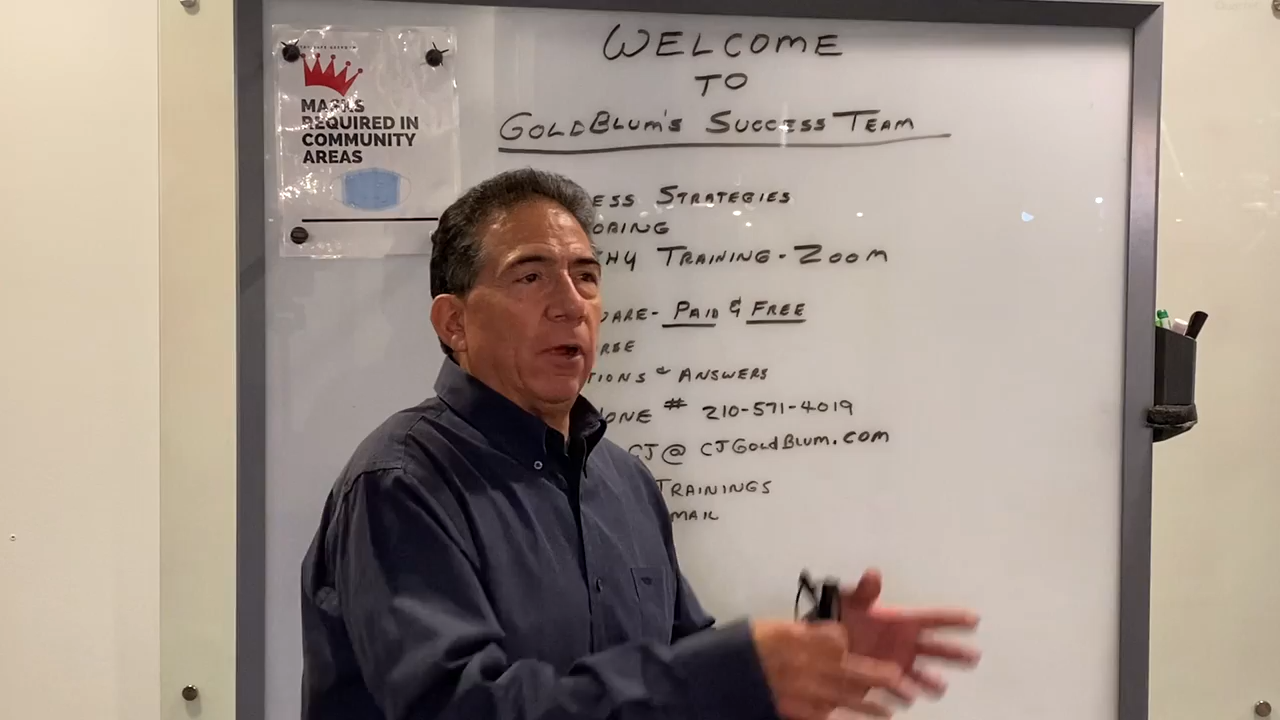 MASKS
REQUIRED IN
COMMUNITY
AREAS
WELCOME
TO
GOLDBLUM'S SUCCESS TEAM
ESS STRATEGIES
ORING
THY TRAINING - ZOOM
ARE - PAID & FREE
RSE
TIONS & ANSWERS
ONE # 210-571-4019
CJ@CJGOLDBLUM.COM
TRAININGS
MAIL